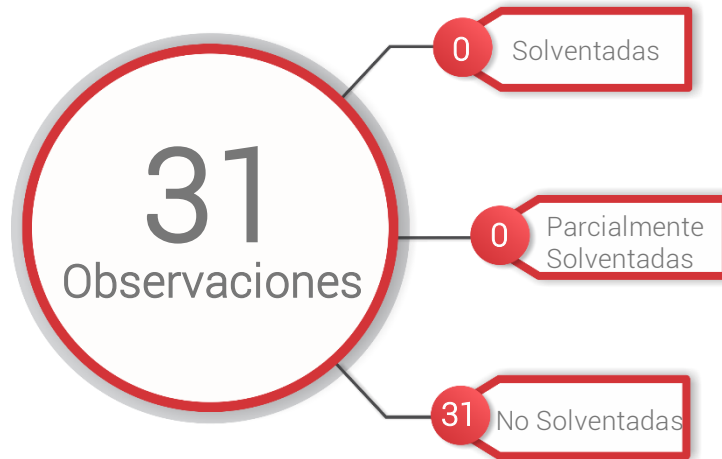 31
Observaciones
0
Solventadas
0
Parcialmente
Solventadas
31
No Solventadas